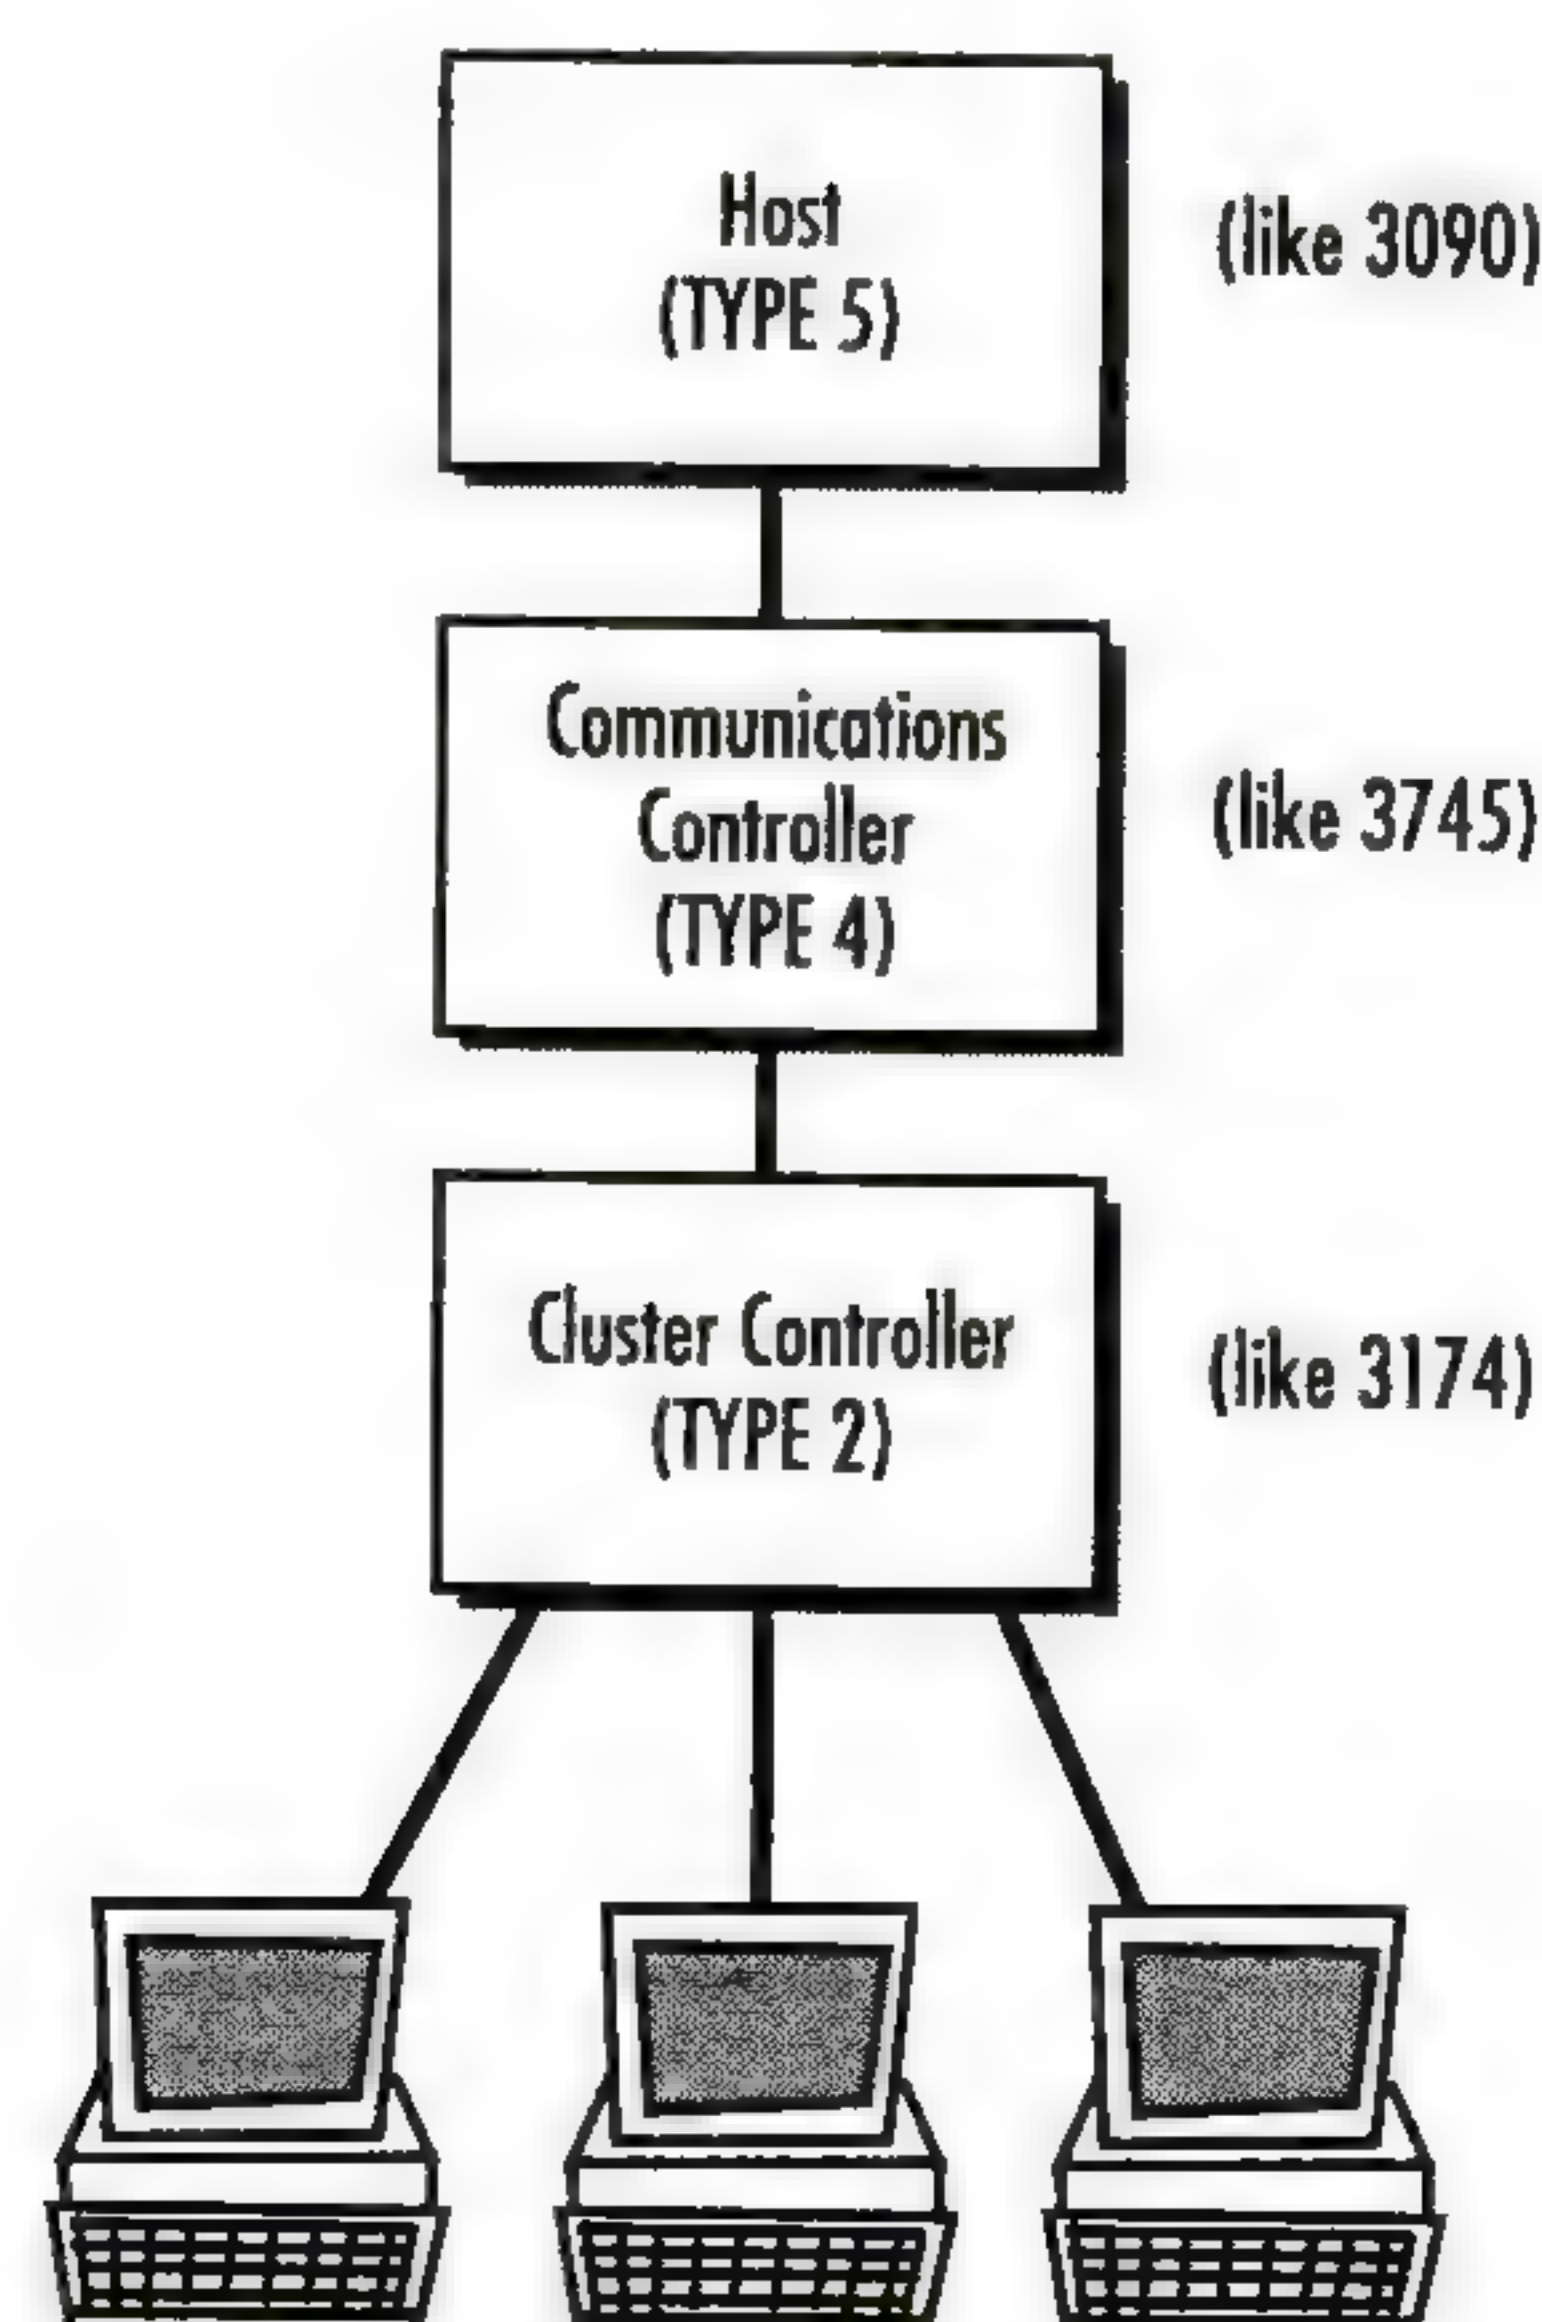 Host
(TYPE 5)
(like 3090)
Communications
Controller
(TYPE 4)
(like 3745)
Cluster Controller
(TYPE 2)
(like 3174)